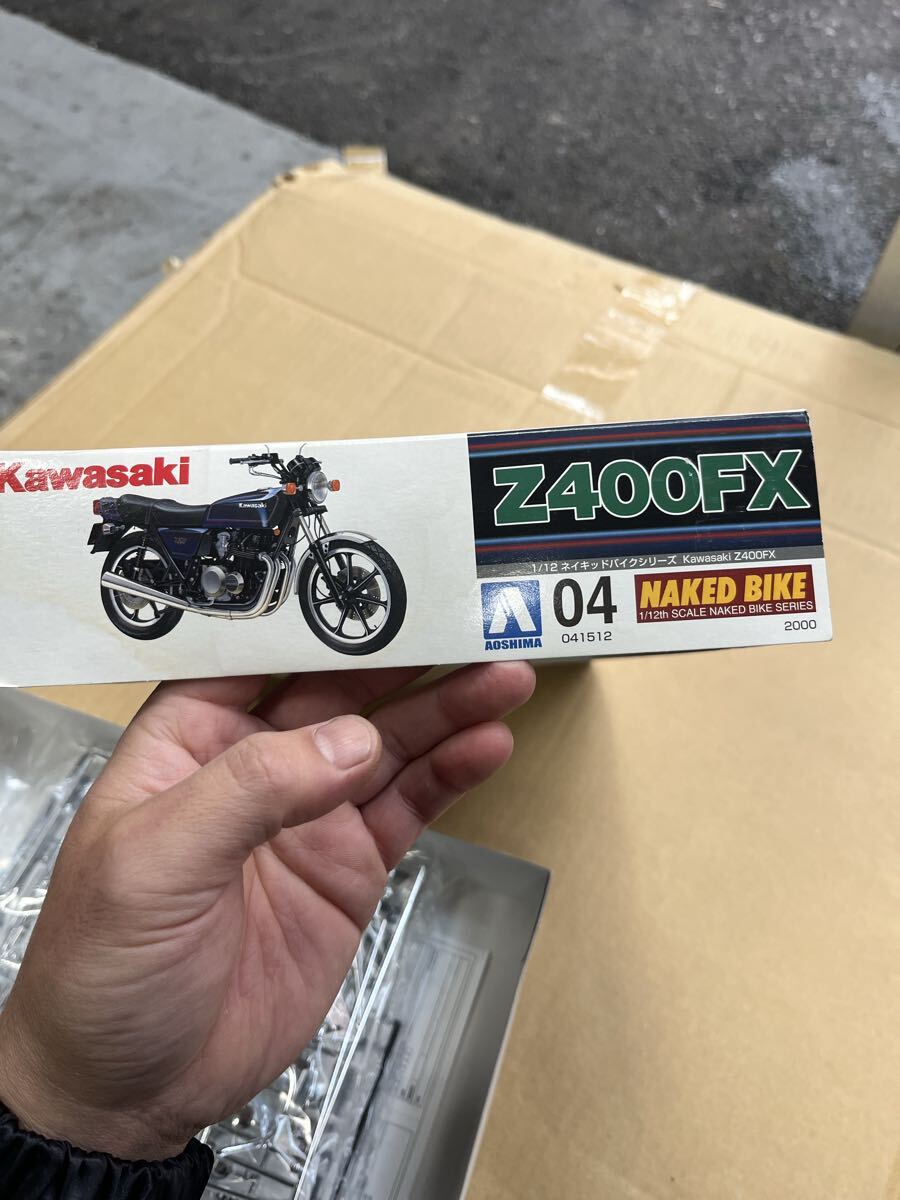 Kawasaki
Kawasaki
Z400FX
1/12 ネイキッドバイクシリーズ Kawasaki Z400FX
AOSHIMA
04
041512
NAKED BIKE
1/12th SCALE NAKED BIKE SERIES
2000